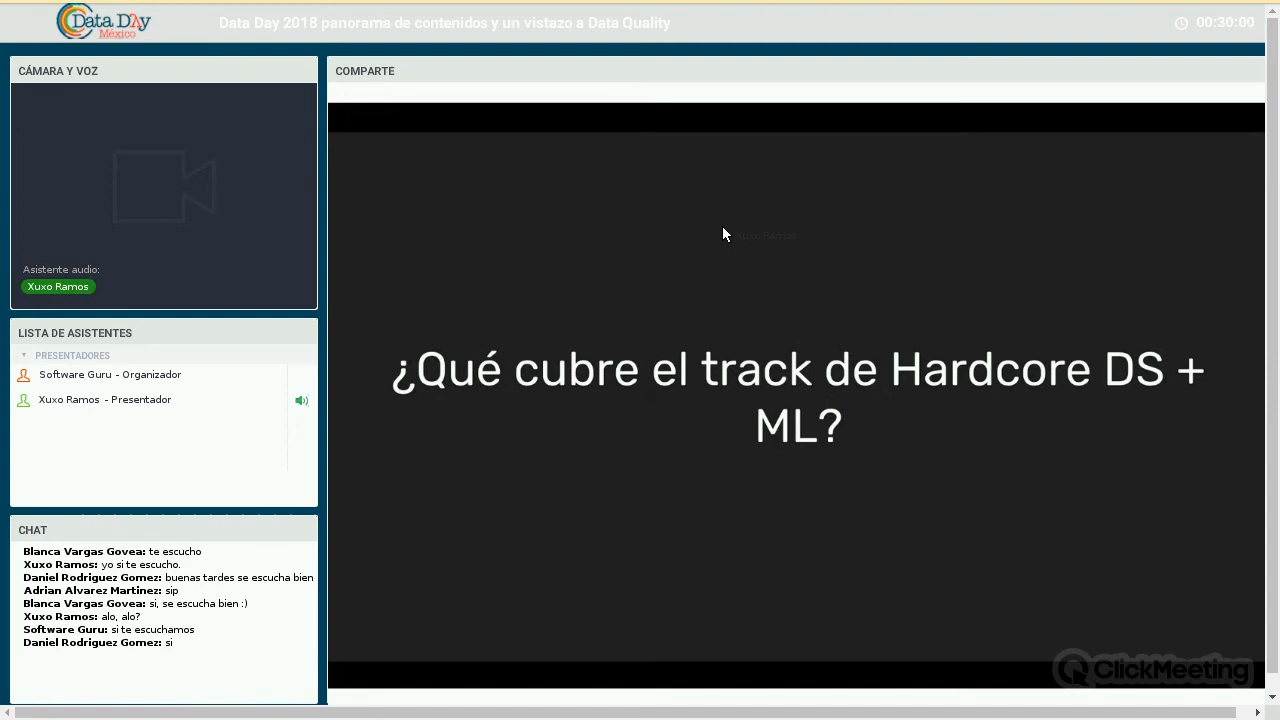 Data Day
México
Data Day 2018 panorama de contenidos y un vistazo a Data Quality
00:30:00
CÁMARA Y VOZ
Asistente audio:
Xuxo Ramos
LISTA DE ASISTENTES
PRESENTADORES
Software Guru - Organizador
Xuxo Ramos - Presentador
CHAT
Blanca Vargas Govea: te escucho
Xuxo Ramos: yo si te escucho.
Daniel Rodriguez Gomez: buenas tardes se escucha bien
Adrian Alvarez Martinez: sip
Blanca Vargas Govea: si, se escucha bien :)
Xuxo Ramos: alo, alo?
Software Guru: si te escuchamos
Daniel Rodriguez Gomez: si
COMPARTE
Xuxo Ramos
¿Qué cubre el track de Hardcore DS +
ML?
ClickMeeting